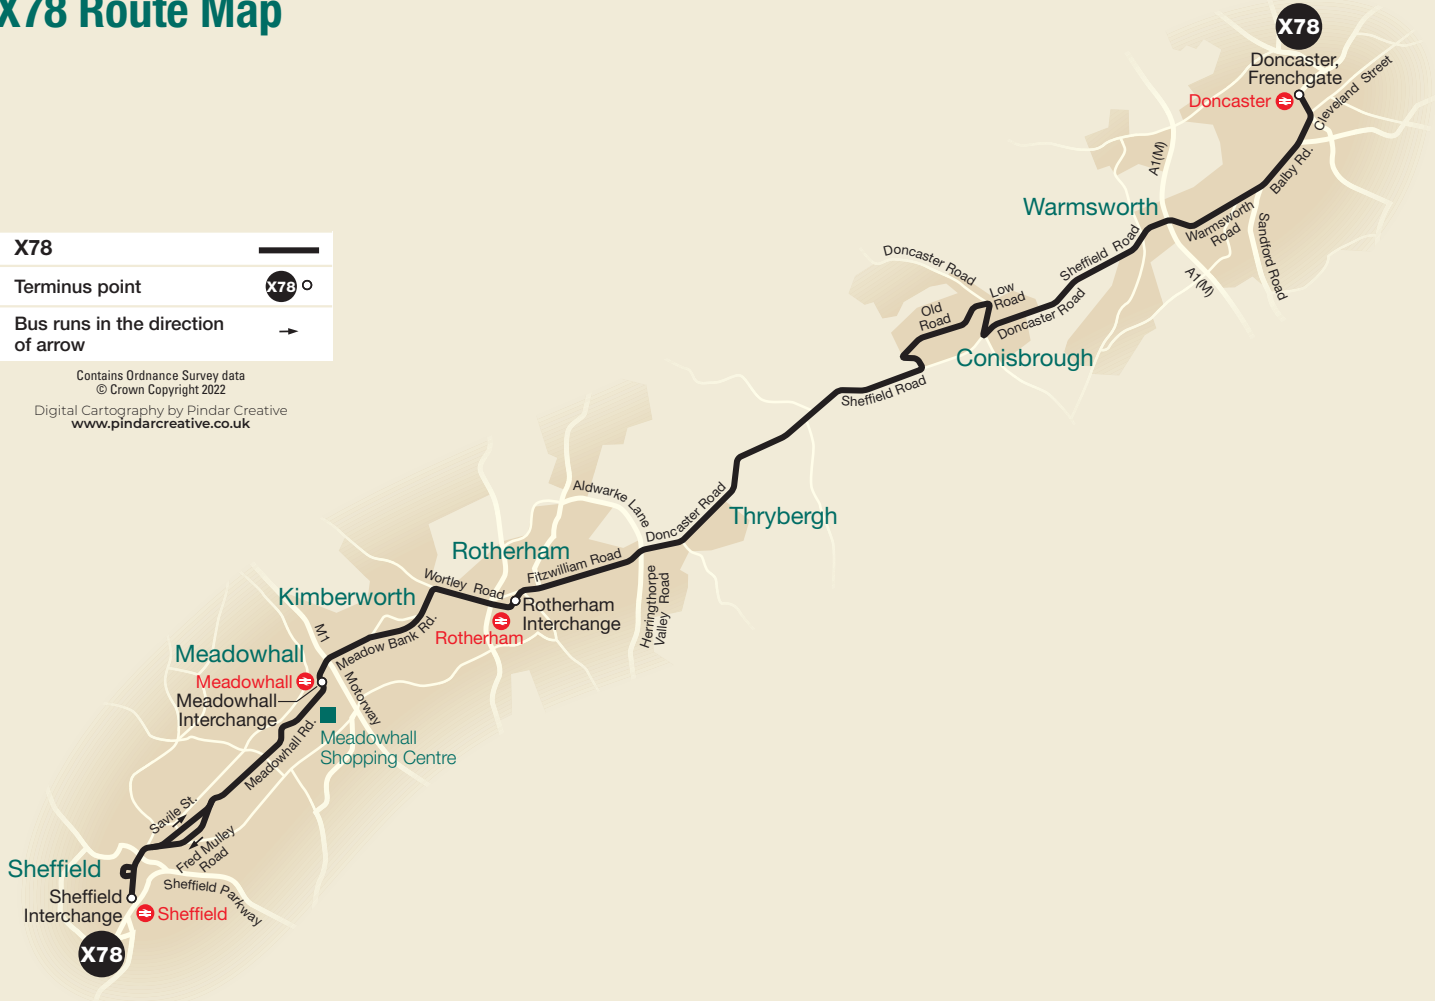 X78 Route Map
X78
Doncaster,
Frenchgate
Doncaster
Cleveland Street
A1(M)
Balby Rd.
Warmsworth
Warmsworth
Road
Sandford Road
Sheffield Road
A1(M)
X78
Terminus point
X78
Bus runs in the direction
of arrow
Contains Ordnance Survey data
© Crown Copyright 2022
Digital Cartography by Pindar Creative
www.pindarcreative.co.uk
Doncaster Road
Low
Road
Old
Road
Doncaster Road
Conisbrough
Sheffield Road
Aldwarke Lane
Doncaster Road
Thrybergh
Rotherham
Fitzwilliam Road
Wortley Road
Kimberworth
Rotherham
Interchange
Rotherham
Herringthorpe
Valley Road
M1
Meadow Bank Rd.
Meadowhall
Meadowhall
Meadowhall
Interchange
Motorway
Meadowhall Rd.
Meadowhall
Shopping Centre
Savile St.
Fred Mulley
Road
Sheffield
Sheffield Parkway
Sheffield
Interchange
Sheffield
X78